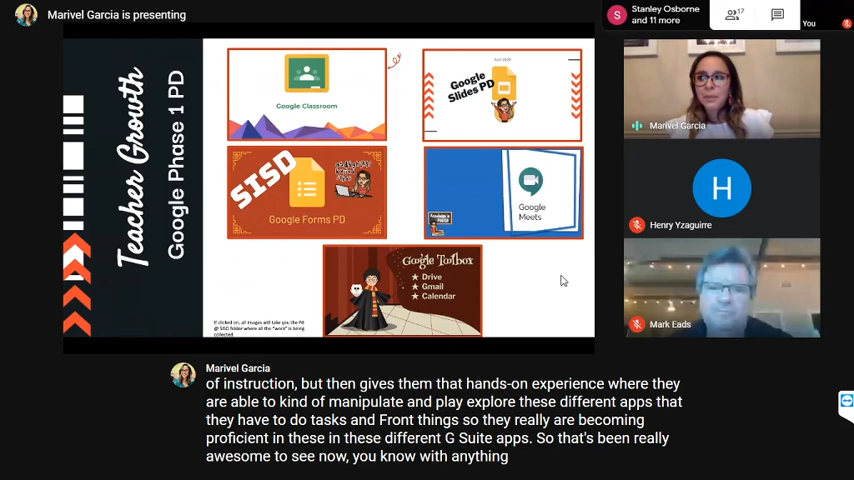 Marivel Garcia is presenting
Stanley Osborne
and 11 more
S
17
You
Teacher Growth
Google Phase 1 PD
Google Classroom
April 2020
Google
Slides PD
SISD
Google Forms PD
Google
Meets
Google Toolbox
★ Drive
★ Gmail
★ Calendar
If clicked on, all images will take you the PD
@ SISD folder where all the "work" is being
collected.
Marivel Garcia
H
Henry Yzaguirre
Mark Eads
Marivel Garcia
of instruction, but then gives them that hands-on experience where they
are able to kind of manipulate and play explore these different apps that
they have to do tasks and Front things so they really are becoming
proficient in these in these different G Suite apps. So that's been really
awesome to see now, you know with anything